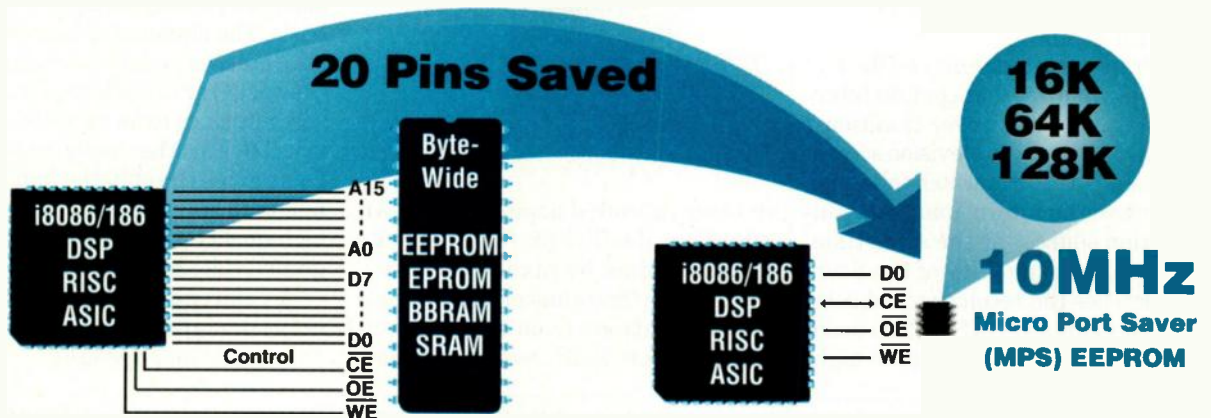 20 Pins Saved
16K
64K
128K
i8086/186
DSP
RISC
ASIC
A15
A0
D7
D0
Control
CE
OE
WE
Byte-
Wide
EEPROM
EPROM
BBRAM
SRAM
i8086/186
DSP
RISC
ASIC
D0
CE
OE
WE
10MHz
Micro Port Saver
(MPS) EEPROM